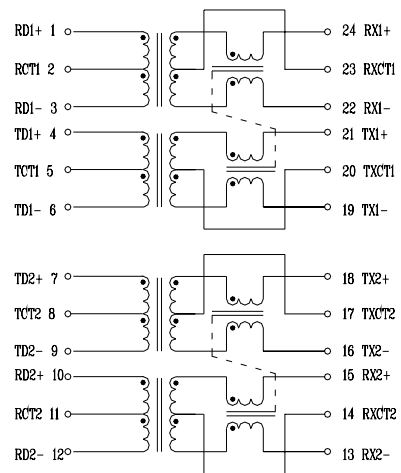 RD1+ 1 24 RX1+
RCT1 2 23 RXCT1
RD1- 3 22 RX1-
TD1+ 4 21 TX1+
TCT1 5 20 TXCT1
TD1- 6 19 TX1-
TD2+ 7 18 TX2+
TCT2 8 17 TXCT2
TD2- 9 16 TX2-
RD2+ 10 15 RX2+
RCT2 11 14 RXCT2
RD2- 12 13 RX2-